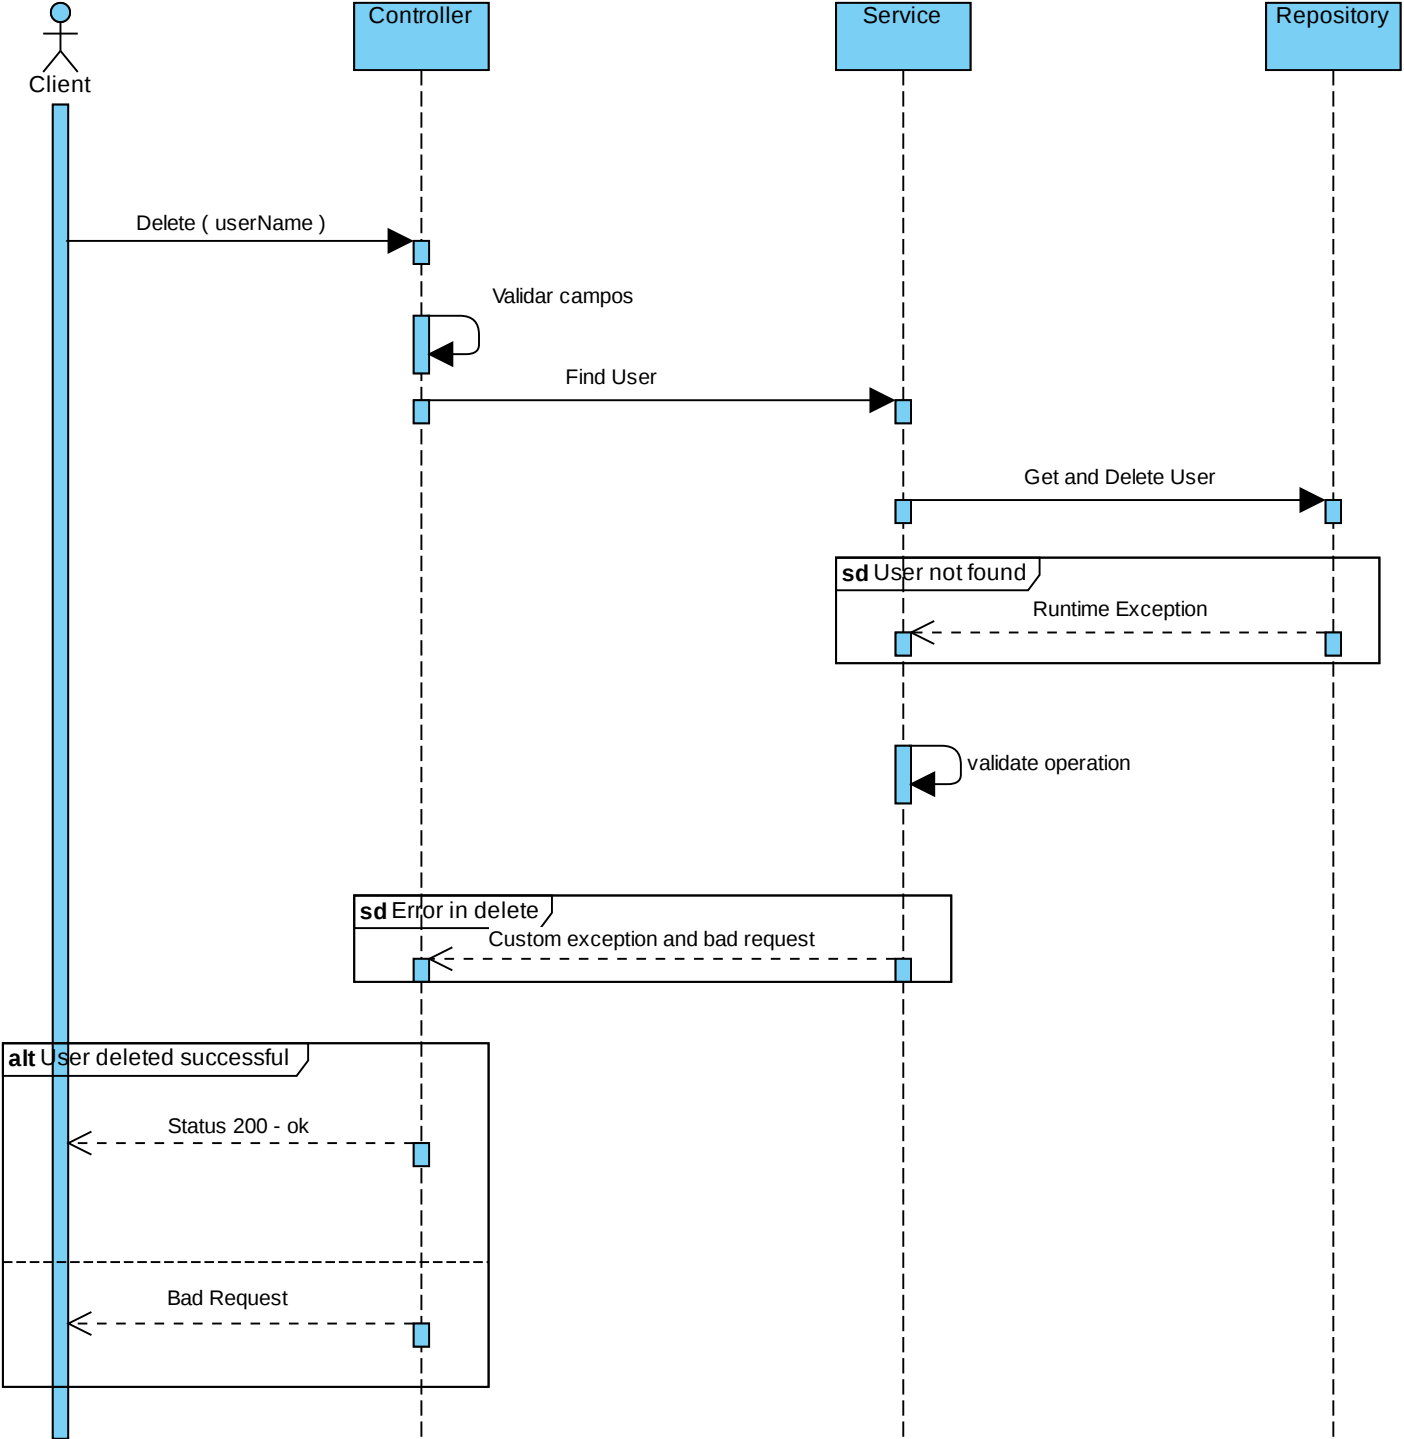 Controller
Service
Repository
Client
Delete ( userName )
Validar campos
Find User
Get and Delete User
sd User not found
Runtime Exception
validate operation
sd Error in delete
Custom exception and bad request
alt User deleted successful
Status 200 - ok
Bad Request